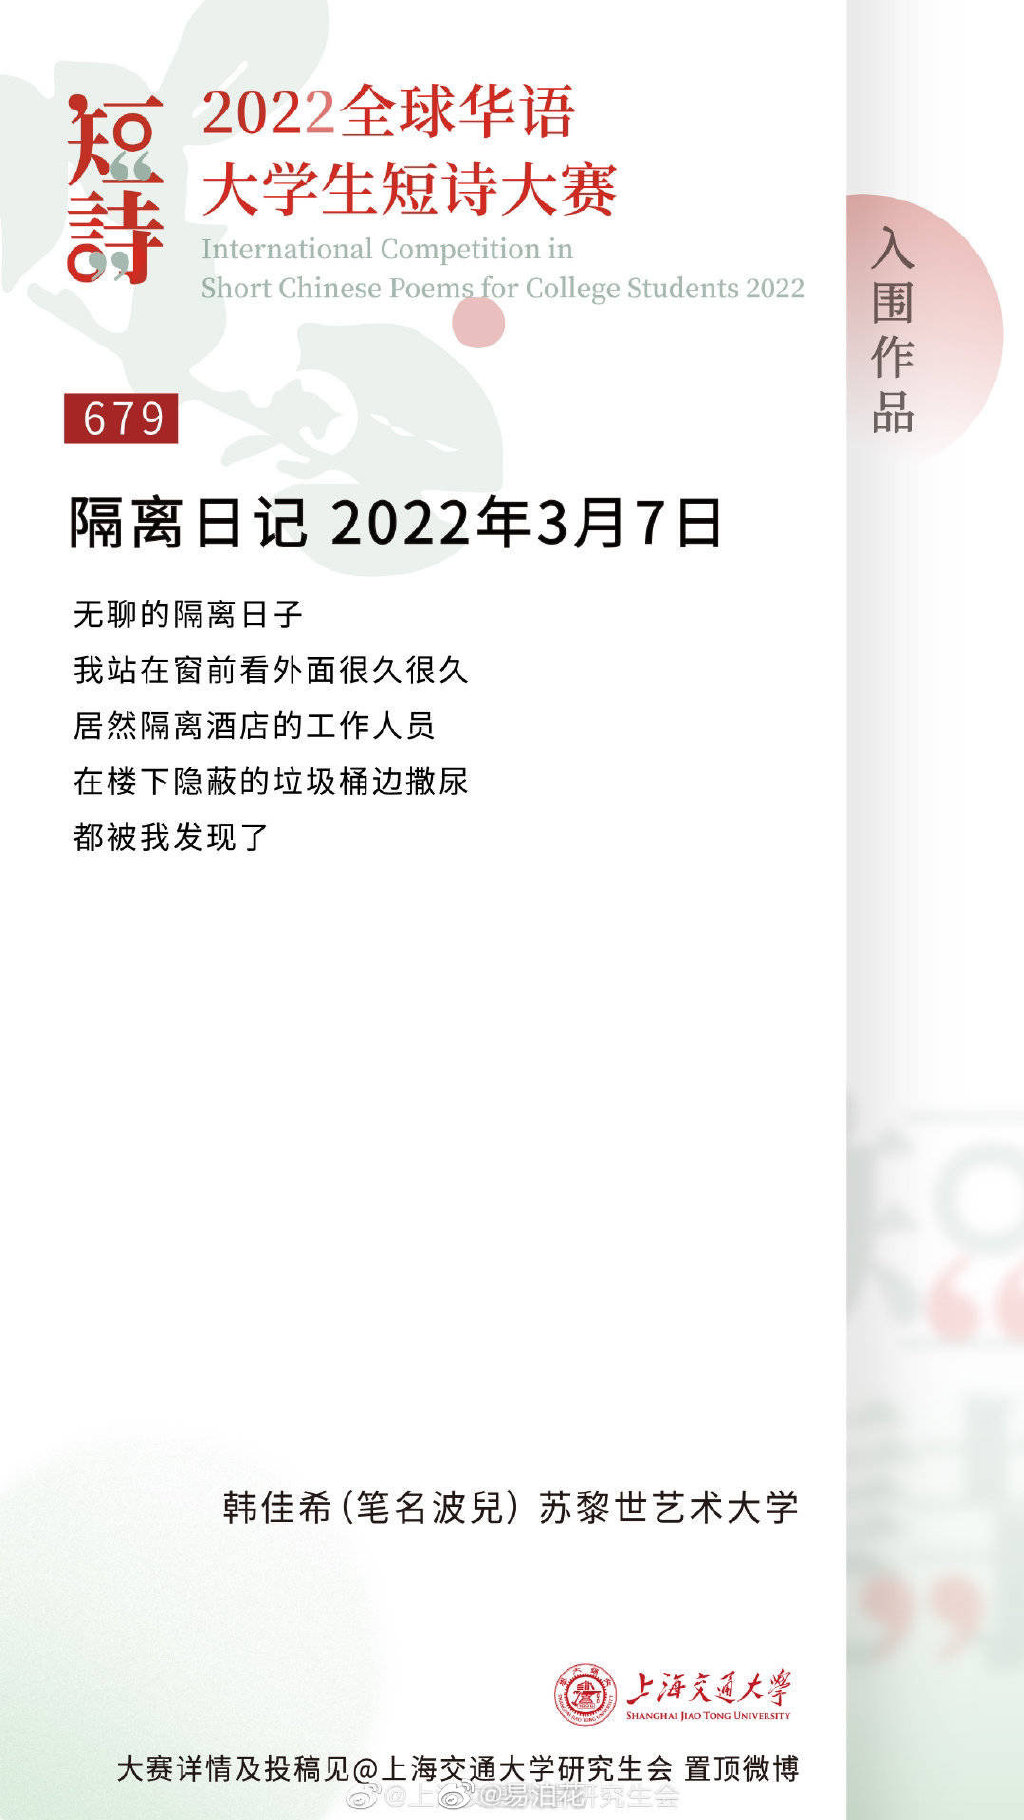 短詩
2022全球华语
大学生短诗大赛
International Competition in
Short Chinese Poems for College Students 2022
入围作品
679
隔离日记 2022年3月7日
无聊的隔离日子
我站在窗前看外面很久很久
居然隔离酒店的工作人员
在楼下隐蔽的垃圾桶边撒尿
都被我发现了
韩佳希（笔名波兒）苏黎世艺术大学
上海交通大学
SHANGHAI JIAO TONG UNIVERSITY
大赛详情及投稿见@上海交通大学研究生会 置顶微博
@易泊花